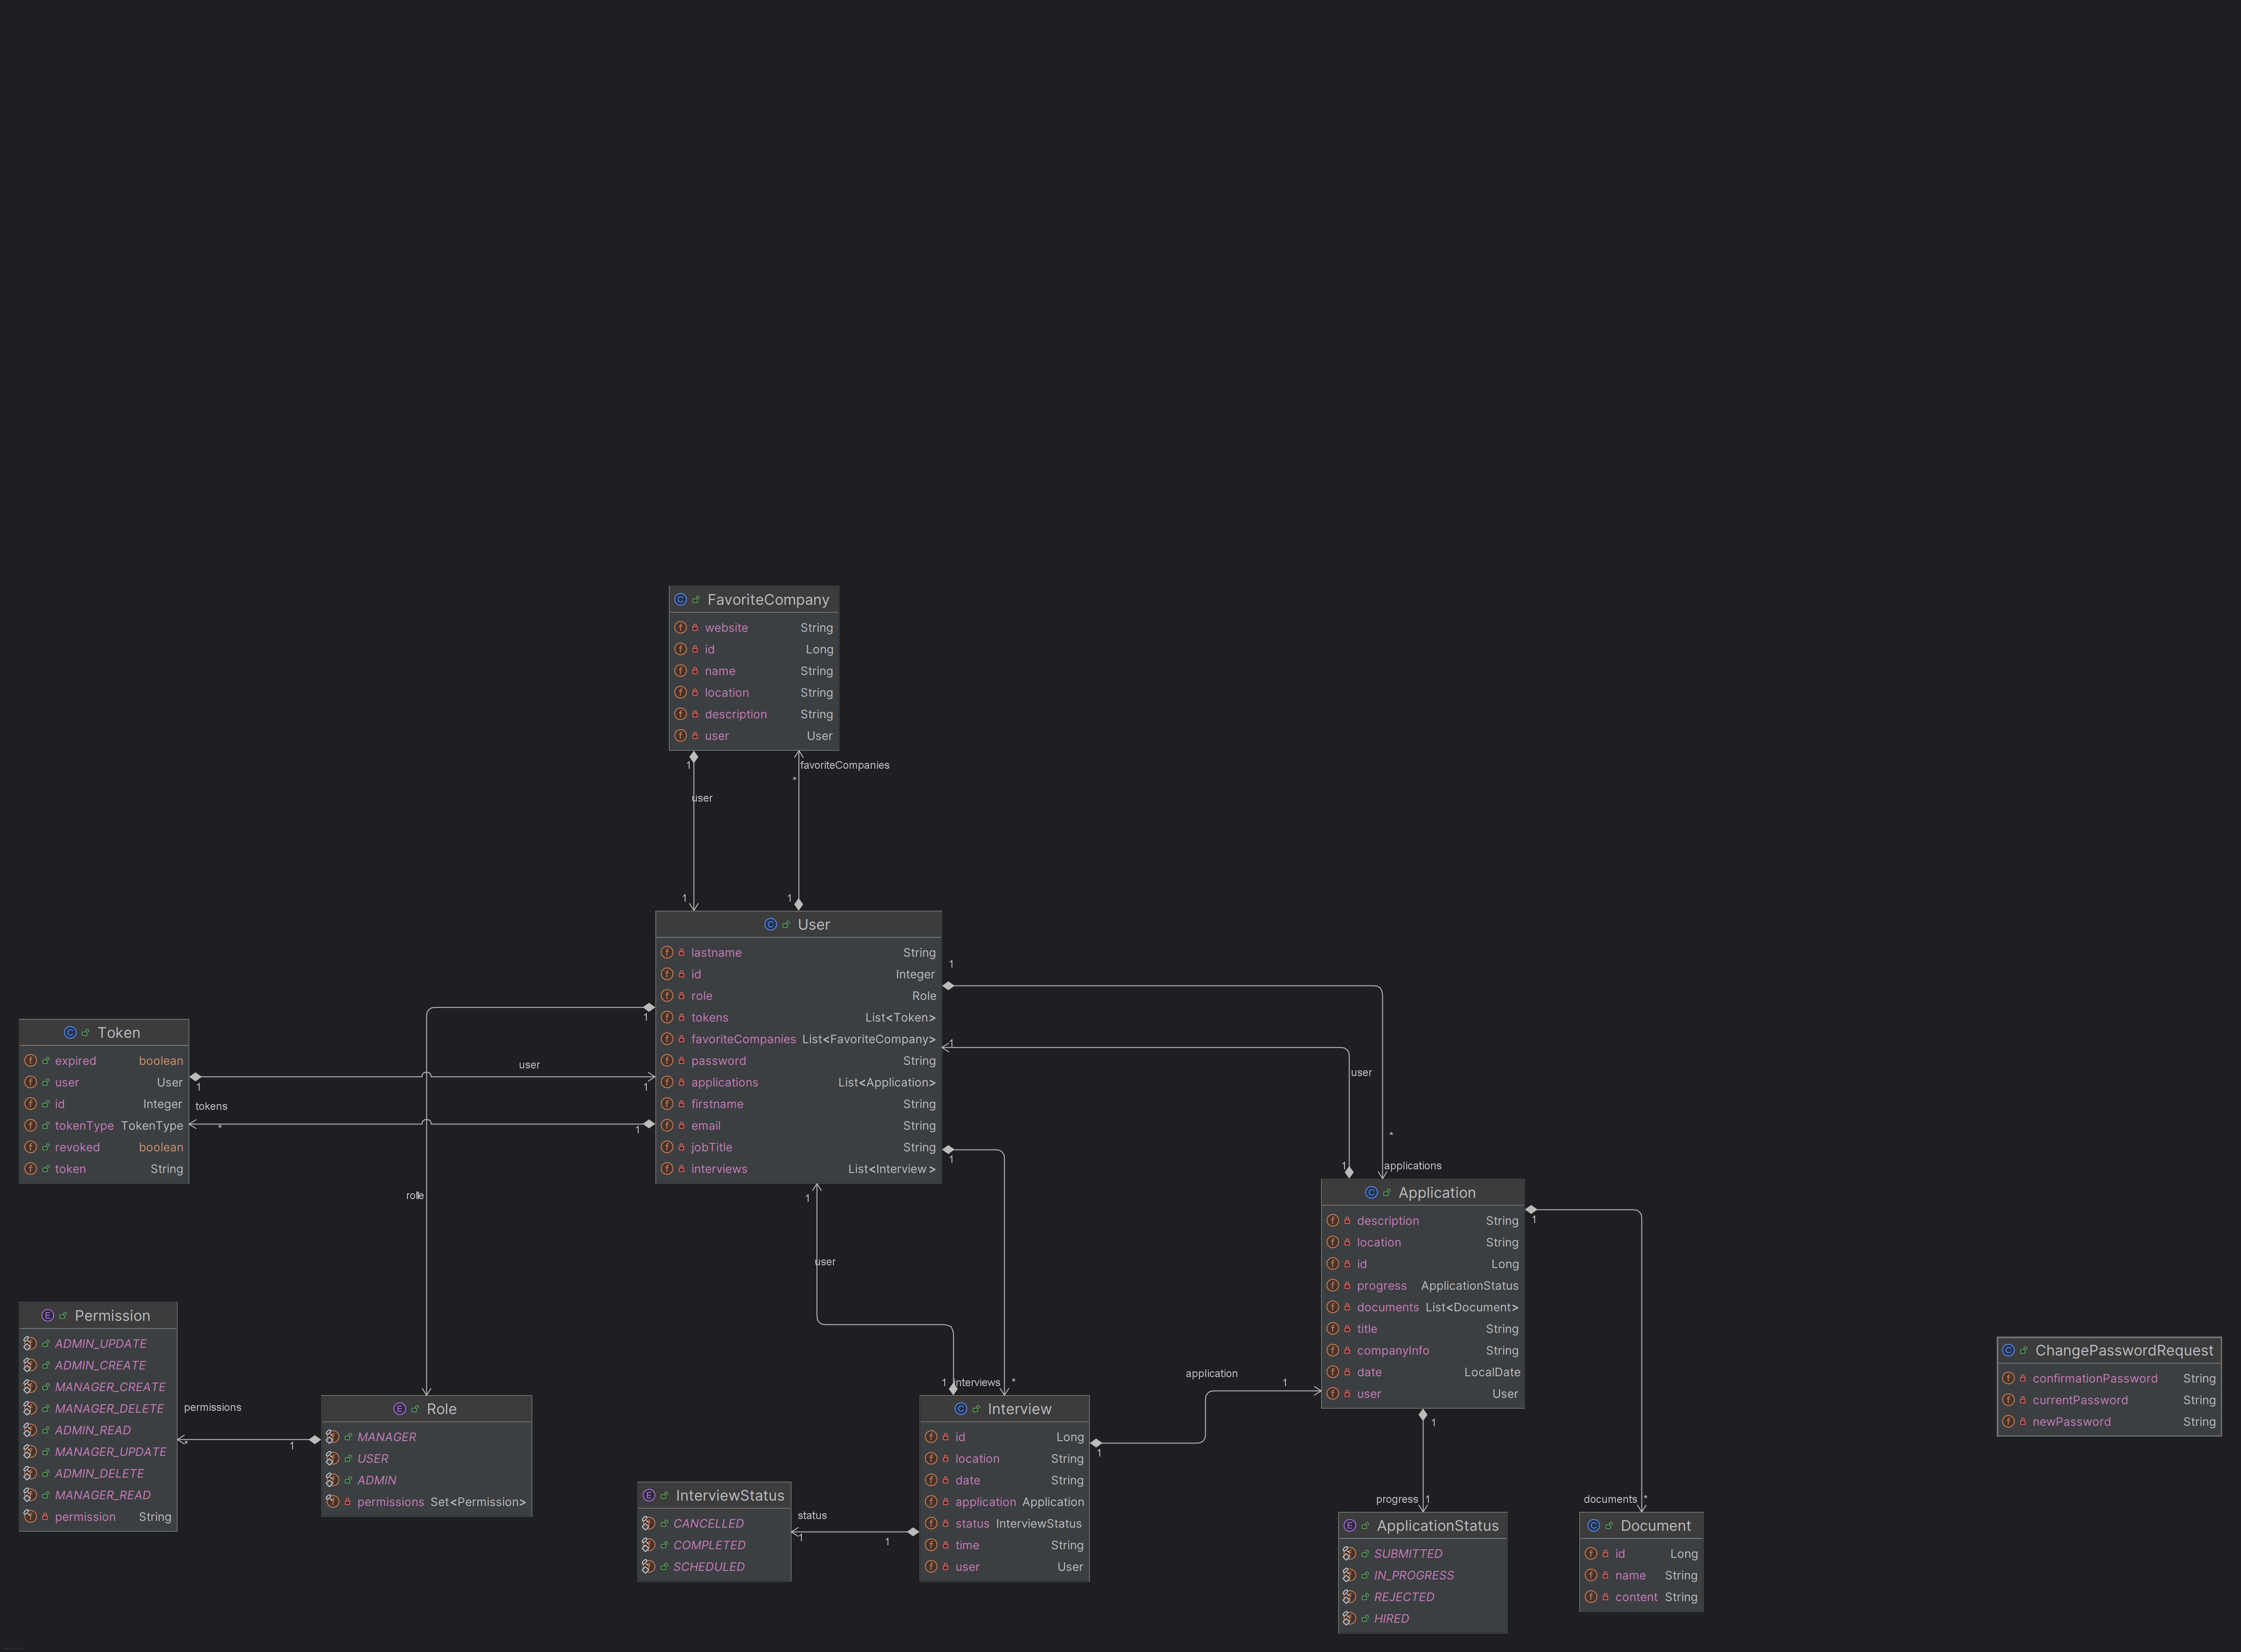 FavoriteCompany
website String
id Long
name String
location String
description String
user User
1
favoriteCompanies
*
user
1
1
User
lastname String
id Integer
role Role
tokens List<Token>
favoriteCompanies List<FavoriteCompany>
password String
applications List<Application>
firstname String
email String
jobTitle String
interviews List<Interview>
1
1
1
user
1
user
1
1
tokens
*
1
Token
expired boolean
user User
id Integer
tokenType TokenType
revoked boolean
token String
1
*
1
applications
role
1
1
user
Application
description String
location String
id Long
progress ApplicationStatus
documents List<Document>
title String
companyInfo String
date LocalDate
user User
1
Permission
ADMIN_UPDATE
ADMIN_CREATE
MANAGER_CREATE
MANAGER_DELETE
ADMIN_READ
MANAGER_UPDATE
ADMIN_DELETE
MANAGER_READ
permission String
permissions
*
1
Role
MANAGER
USER
ADMIN
permissions Set<Permission>
1
interviews
*
Interview
id Long
location String
date String
application Application
status InterviewStatus
time String
user User
application
1
1
ChangePasswordRequest
confirmationPassword String
currentPassword String
newPassword String
InterviewStatus
CANCELLED
COMPLETED
SCHEDULED
status
1
1
1
progress
1
documents
*
ApplicationStatus
SUBMITTED
IN_PROGRESS
REJECTED
HIRED
Document
id Long
name String
content String